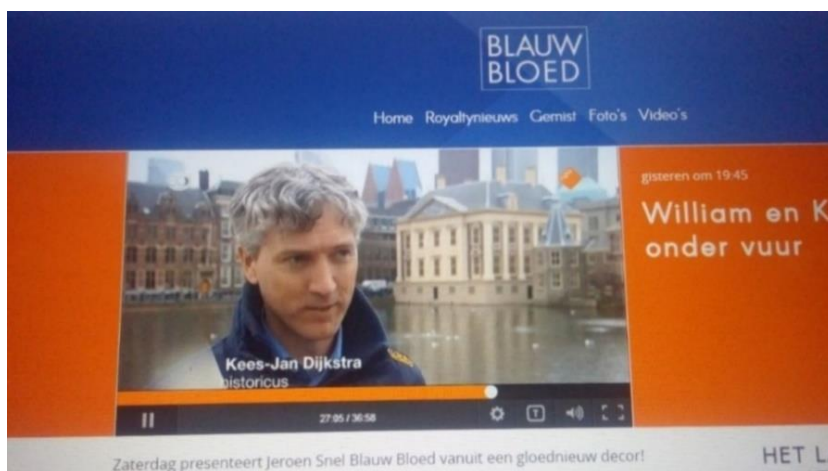 BLAUW
BLOED
Home Royaltynieuws Gemist Foto's Video's
gisteren om 19:45
William en K
onder vuur
Kees-Jan Dijkstra
historicus
27:05 / 36:58
T
Zaterdag presenteert Jeroen Snel Blauw Bloed vanuit een gloednieuw decor!
HET L